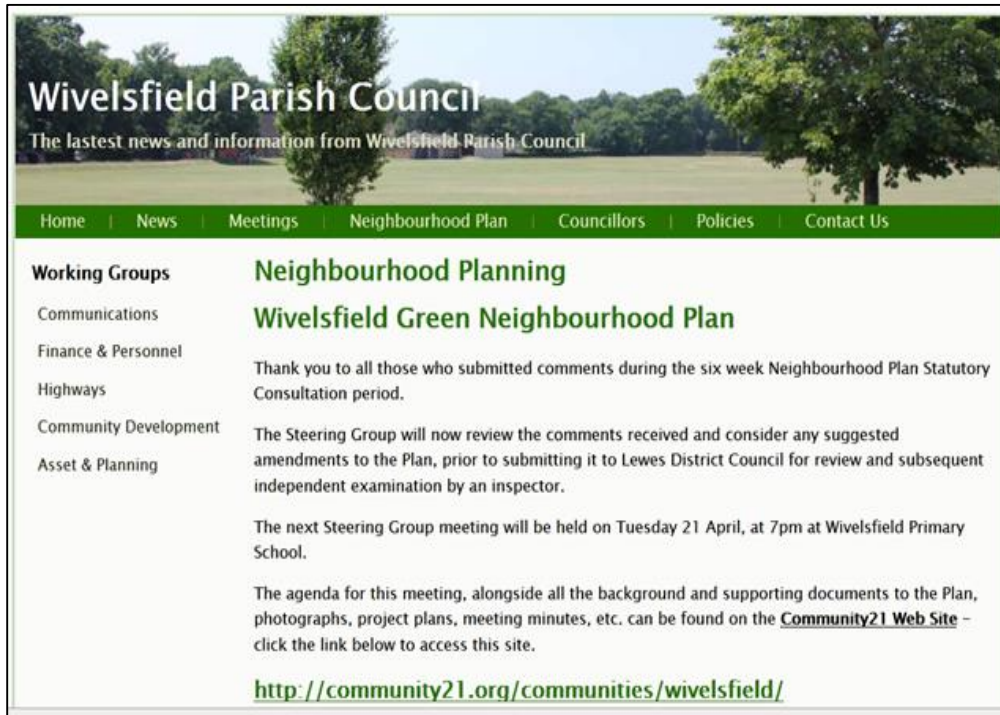 Wivelsfield Parish Council
The lastest news and information from Wivelsfield Parish Council
Home | News | Meetings | Neighbourhood Plan | Councillors | Policies | Contact Us
Working Groups
Communications
Finance & Personnel
Highways
Community Development
Asset & Planning
Neighbourhood Planning
Wivelsfield Green Neighbourhood Plan
Thank you to all those who submitted comments during the six week Neighbourhood Plan Statutory
Consultation period.
The Steering Group will now review the comments received and consider any suggested
amendments to the Plan, prior to submitting it to Lewes District Council for review and subsequent
independent examination by an inspector.
The next Steering Group meeting will be held on Tuesday 21 April, at 7pm at Wivelsfield Primary
School.
The agenda for this meeting, alongside all the background and supporting documents to the Plan,
photographs, project plans, meeting minutes, etc. can be found on the Community21 Web Site –
click the link below to access this site.
http://community21.org/communities/wivelsfield/